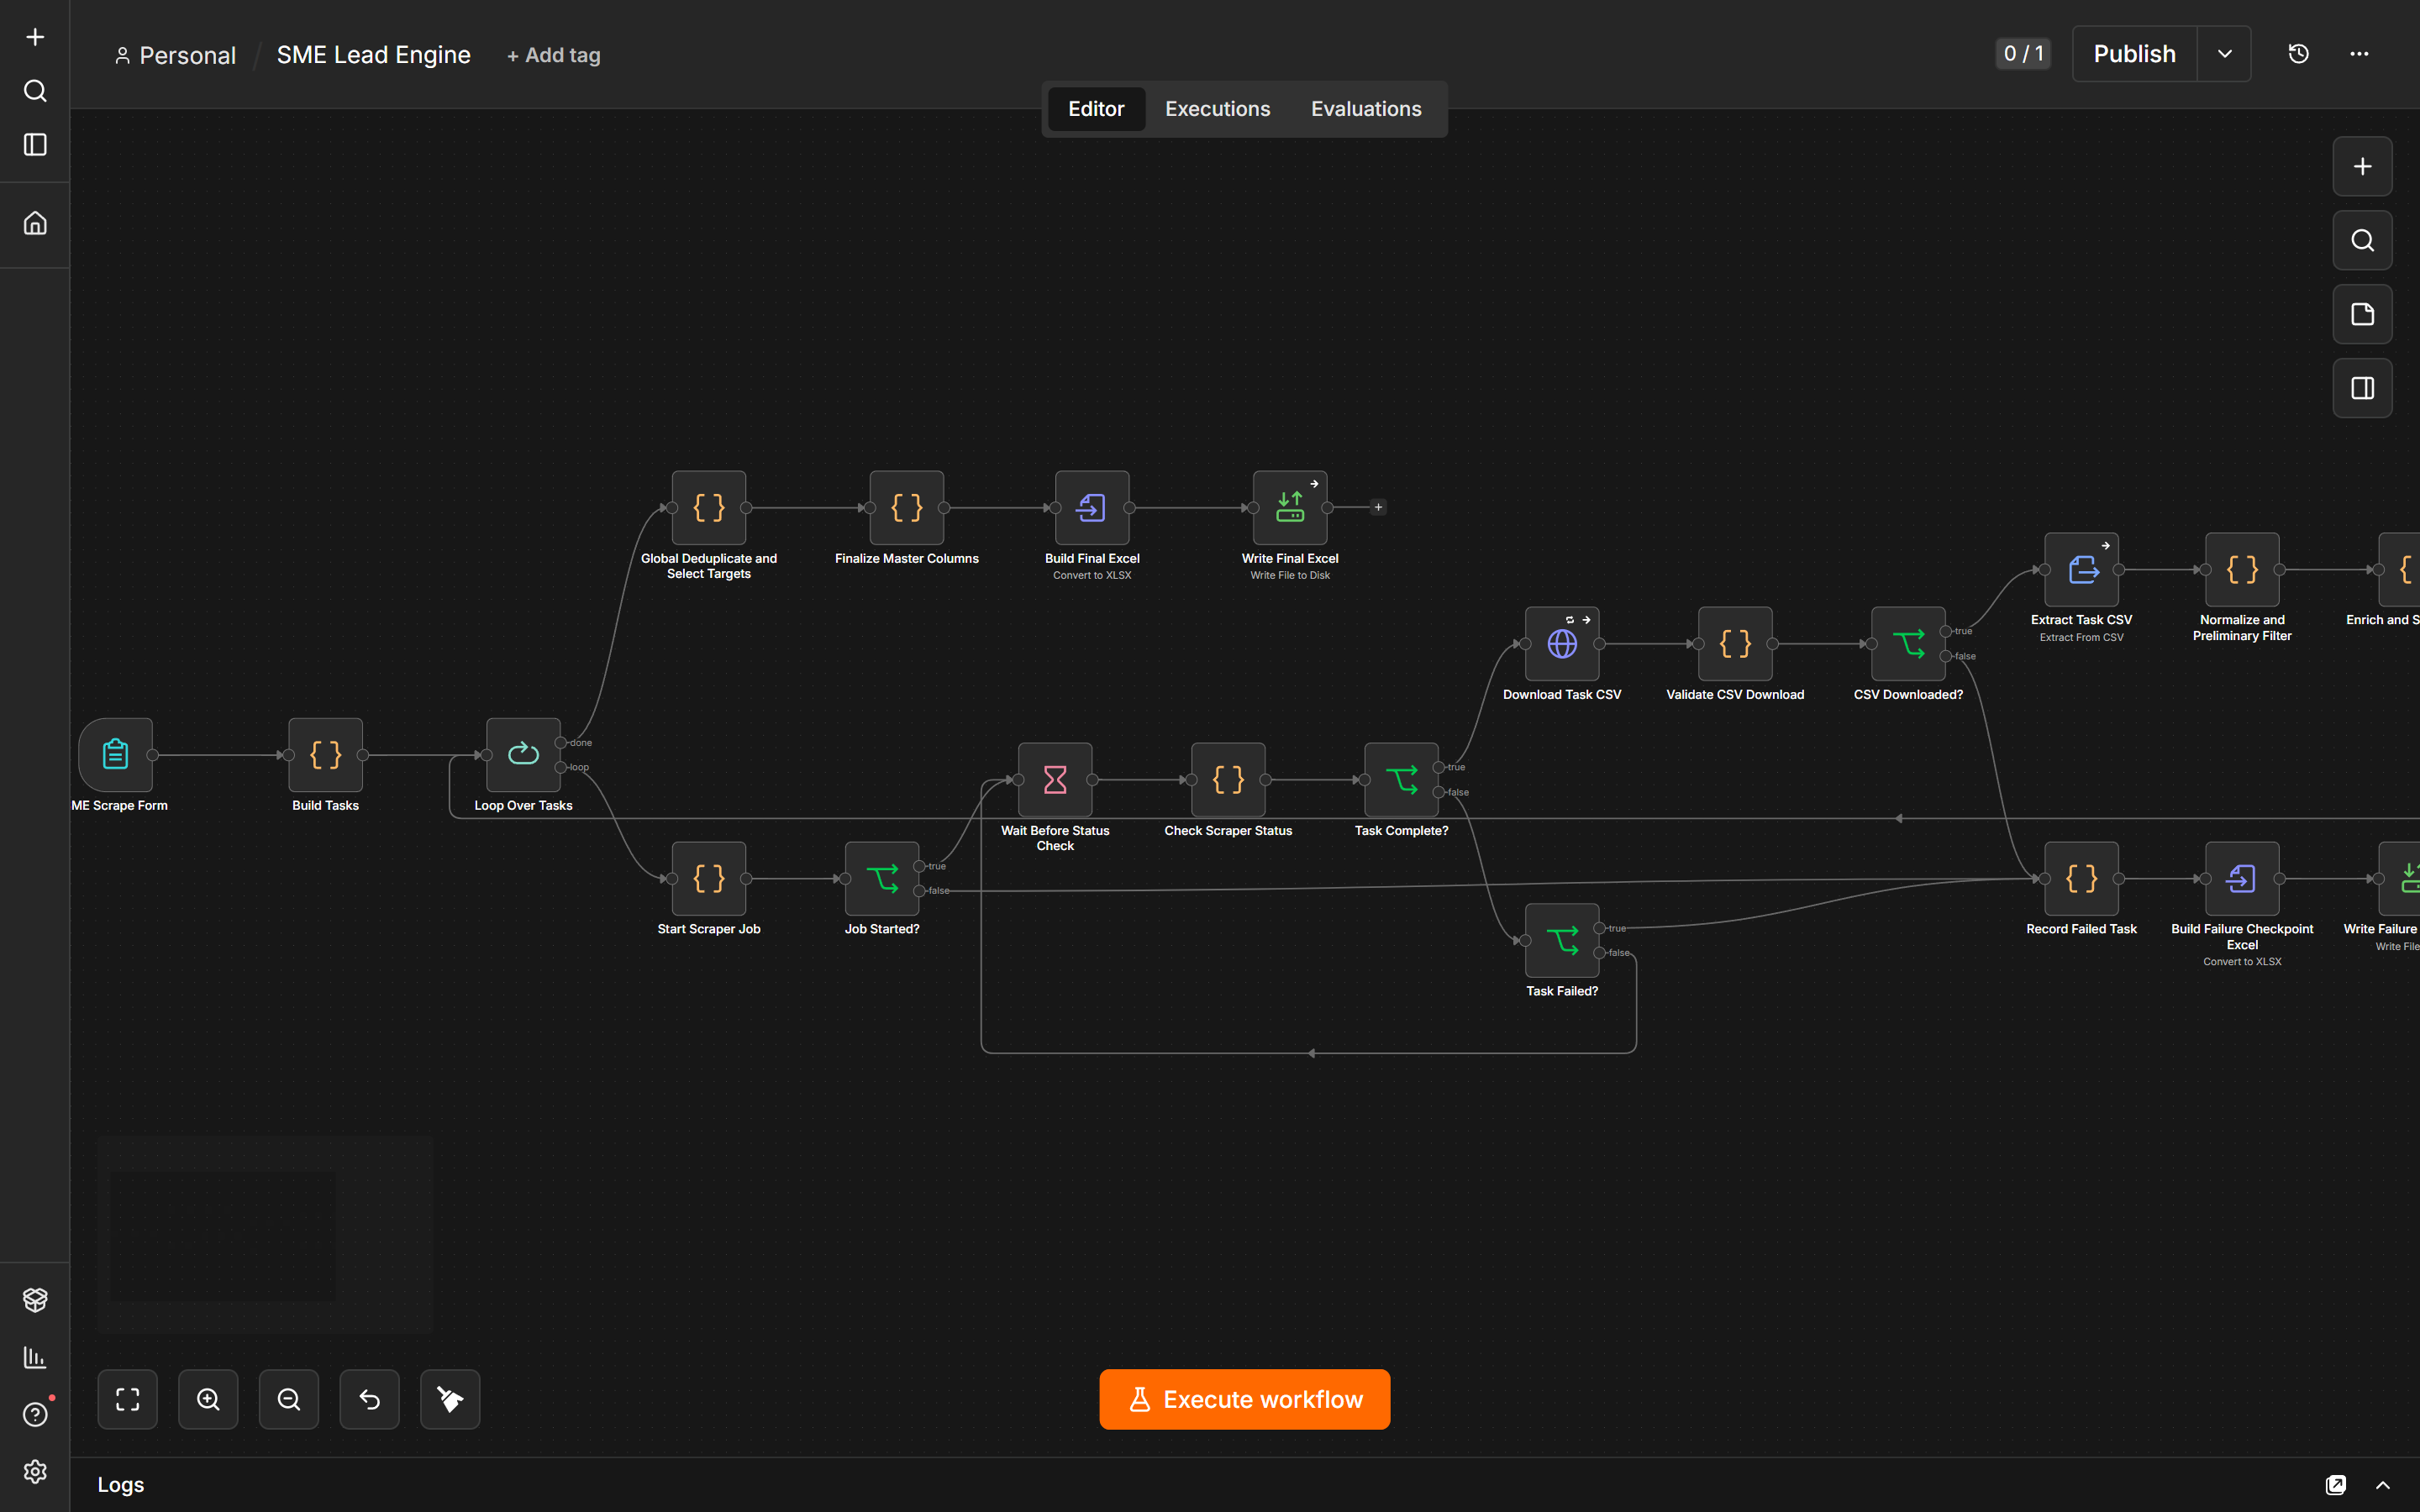 Personal / SME Lead Engine + Add tag
0 / 1
Publish
Editor Executions Evaluations
Global Deduplicate and
Select Targets
Finalize Master Columns
Build Final Excel
Convert to XLSX
Write Final Excel
Write File to Disk
Extract Task CSV
Extract From CSV
Normalize and
Preliminary Filter
Enrich and S
true
false
Download Task CSV
Validate CSV Download
CSV Downloaded?
done
loop
ME Scrape Form
Build Tasks
Loop Over Tasks
true
false
Wait Before Status
Check
Check Scraper Status
Task Complete?
true
false
Start Scraper Job
Job Started?
true
false
Task Failed?
Record Failed Task
Build Failure Checkpoint
Excel
Convert to XLSX
Write Failure
Write File
Execute workflow
Logs